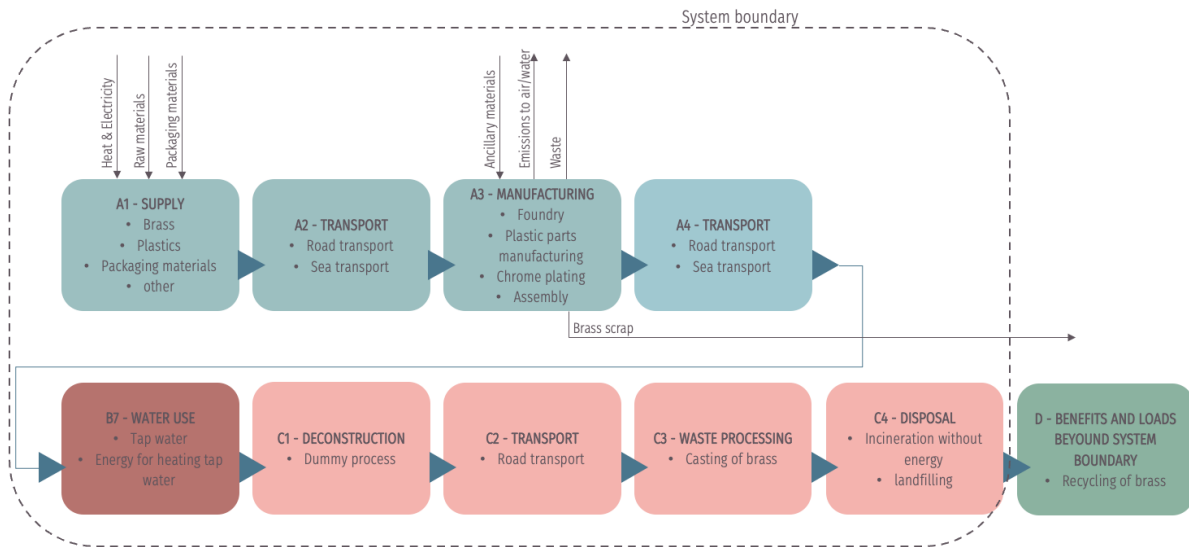 System boundary
Heat & Electricity
Raw materials
Packaging materials
Ancillary materials
Emissions to air/water
Waste
A1 - SUPPLY
• Brass
• Plastics
• Packaging materials
• other
A2 - TRANSPORT
• Road transport
• Sea transport
A3 - MANUFACTURING
• Foundry
• Plastic parts
manufacturing
• Chrome plating
• Assembly
A4 - TRANSPORT
• Road transport
• Sea transport
Brass scrap
B7 - WATER USE
• Tap water
• Energy for heating tap
water
C1 - DECONSTRUCTION
• Dummy process
C2 - TRANSPORT
• Road transport
C3 - WASTE PROCESSING
• Casting of brass
C4 - DISPOSAL
• Incineration without
energy
• landfilling
D - BENEFITS AND LOADS
BEYOUND SYSTEM
BOUNDARY
• Recycling of brass